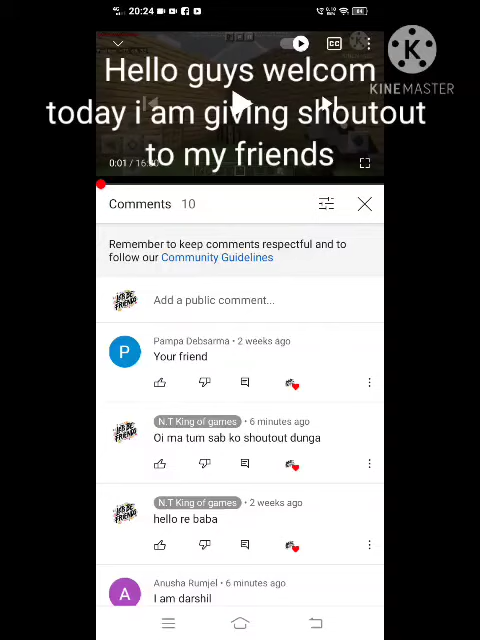 20:24
Hello guys welcom
today i am giving shoutout
to my friends
KINEMASTER
CC
0:01 / 16:
Comments 10
Remember to keep comments respectful and to
follow our Community Guidelines
Add a public comment...
P
Pampa Debsarma • 2 weeks ago
Your friend
N.T King of games • 6 minutes ago
Oi ma tum sab ko shoutout dunga
N.T King of games • 2 weeks ago
hello re baba
A
Anusha Rumjel • 6 minutes ago
I am darshil